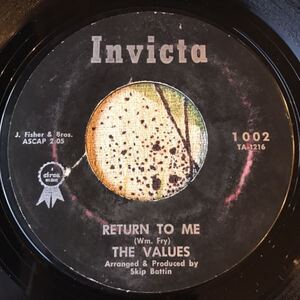 Invicta
J. Fisher & Bros.
ASCAP 2:05
1002
TA-1216
RETURN TO ME
(Wm. Fry)
THE VALUES
Arranged & Produced by
Skip Battin